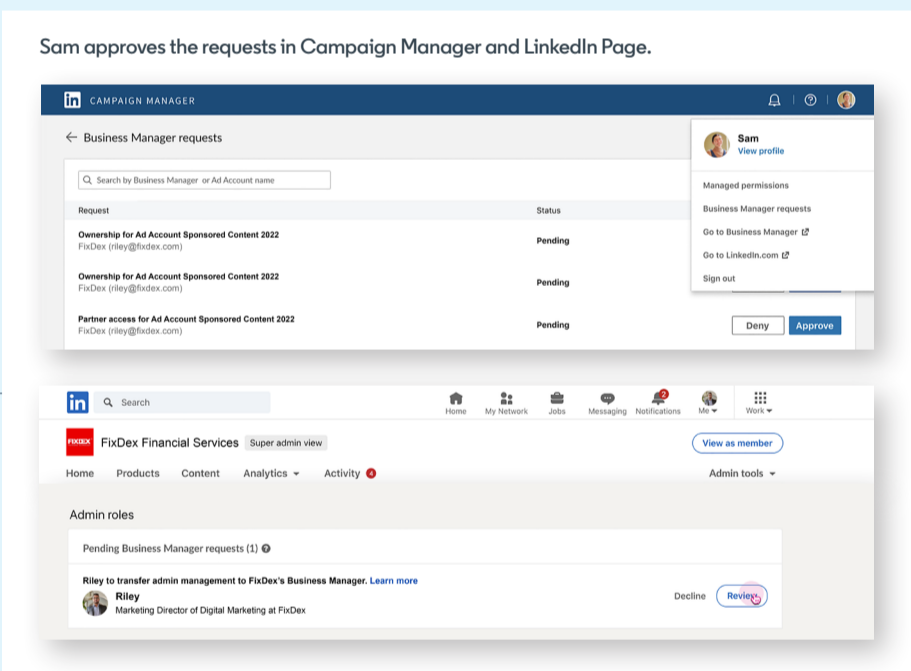 Sam approves the requests in Campaign Manager and LinkedIn Page.
in CAMPAIGN MANAGER
← Business Manager requests
Sam
View profile
Search by Business Manager or Ad Account name
Managed permissions
Request Status
Business Manager requests
Ownership for Ad Account Sponsored Content 2022
FixDex (riley@fixdex.com)
Pending
Go to Business Manager
Go to LinkedIn.com
Ownership for Ad Account Sponsored Content 2022
FixDex (riley@fixdex.com)
Pending
Sign out
Partner access for Ad Account Sponsored Content 2022
FixDex (riley@fixdex.com)
Pending
Deny Approve
in Search
Home My Network Jobs Messaging Notifications Me Work
2
FIXDEX FixDex Financial Services Super admin view View as member
Home Products Content Analytics Activity 4 Admin tools
Admin roles
Pending Business Manager requests (1)
Riley to transfer admin management to FixDex's Business Manager. Learn more
Riley
Marketing Director of Digital Marketing at FixDex
Decline Review